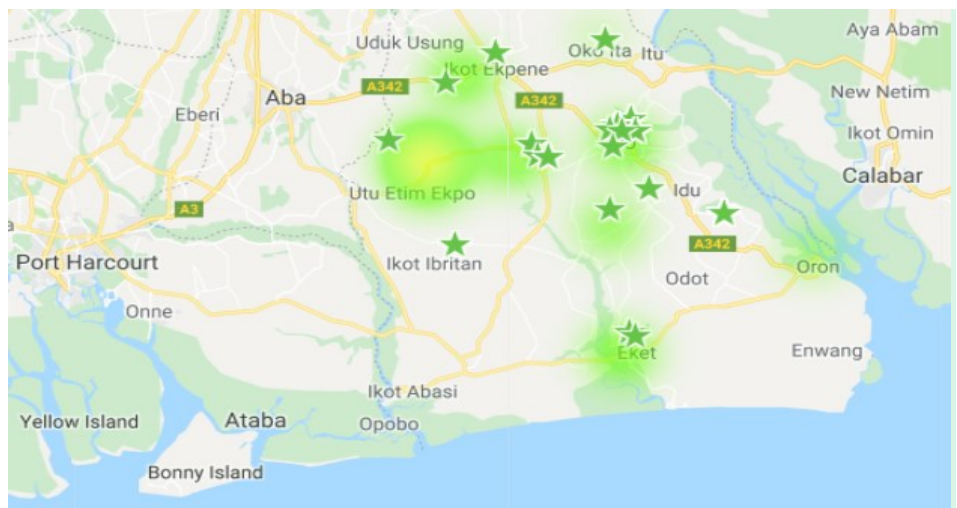 Aya Abam
Uduk Usung
Oko Ita
Itu
Ikot Ekpene
A342
Aba
New Netim
A342
Eberi
Ikot Omin
Calabar
Utu Etim Ekpo
Idu
A3
a
A342
Port Harcourt
Ikot Ibritan
Oron
Odot
Onne
Enwang
Eket
Ikot Abasi
Yellow Island
Ataba
Opobo
Bonny Island